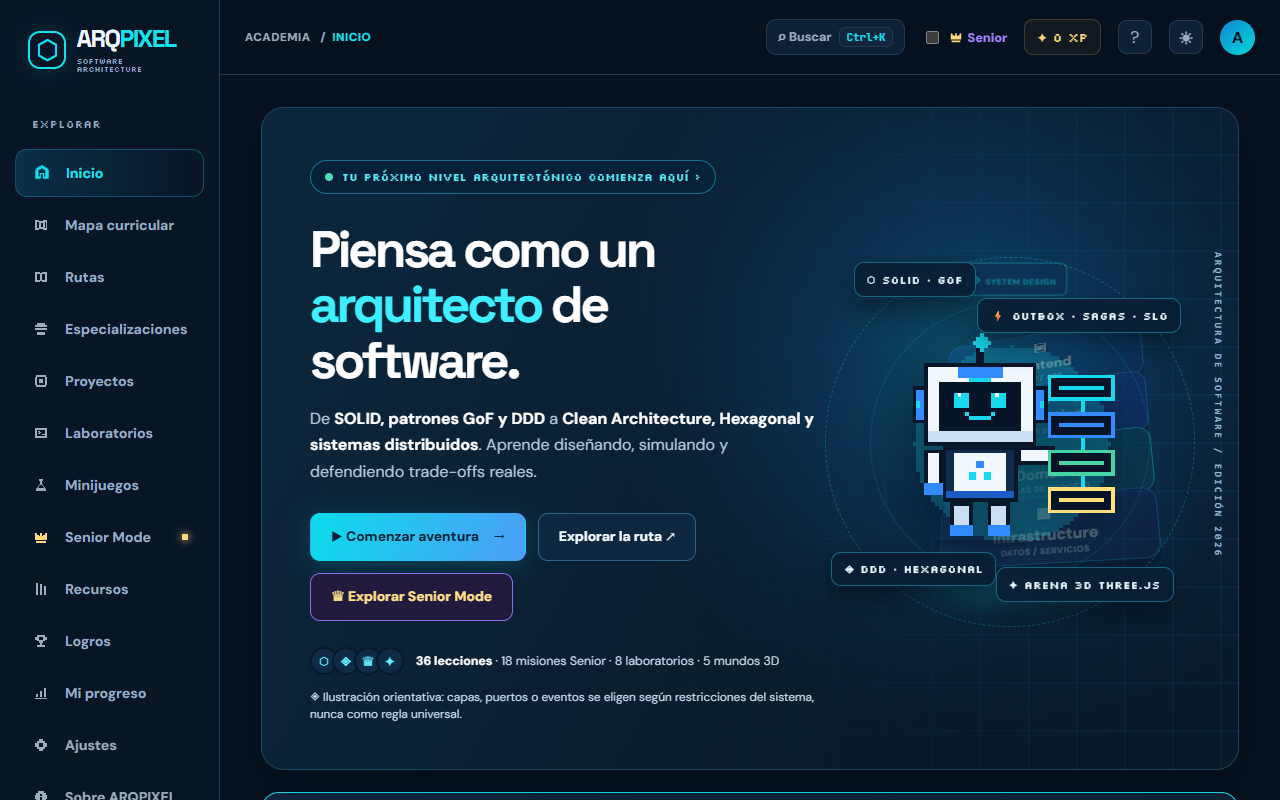 ARQPIXEL
SOFTWARE
ARCHITECTURE
EXPLORAR
Inicio
Mapa curricular
Rutas
Especializaciones
Proyectos
Laboratorios
Minijuegos
Senior Mode
Recursos
Logros
Mi progreso
Ajustes
Sobre ARQPIXEL
ACADEMIA / INICIO
Buscar Ctrl+K
Senior
✦ 0 XP
?
A
TU PRÓXIMO NIVEL ARQUITECTÓNICO COMIENZA AQUÍ ›
Piensa como un
arquitecto de
software.
De SOLID, patrones GoF y DDD a Clean Architecture, Hexagonal y
sistemas distribuidos. Aprende diseñando, simulando y
defendiendo trade-offs reales.
▶ Comenzar aventura →
Explorar la ruta ↗
♛ Explorar Senior Mode
36 lecciones · 18 misiones Senior · 8 laboratorios · 5 mundos 3D
◈ Ilustración orientativa: capas, puertos o eventos se eligen según restricciones del sistema,
nunca como regla universal.
⬡ SOLID · GOF
SYSTEM DESIGN
OUTBOX · SAGAS · SLO
Infrastructure
DATOS / SERVICIOS
◈ DDD · HEXAGONAL
✦ ARENA 3D THREE.JS
ARQUITECTURA DE SOFTWARE / EDICIÓN 2026